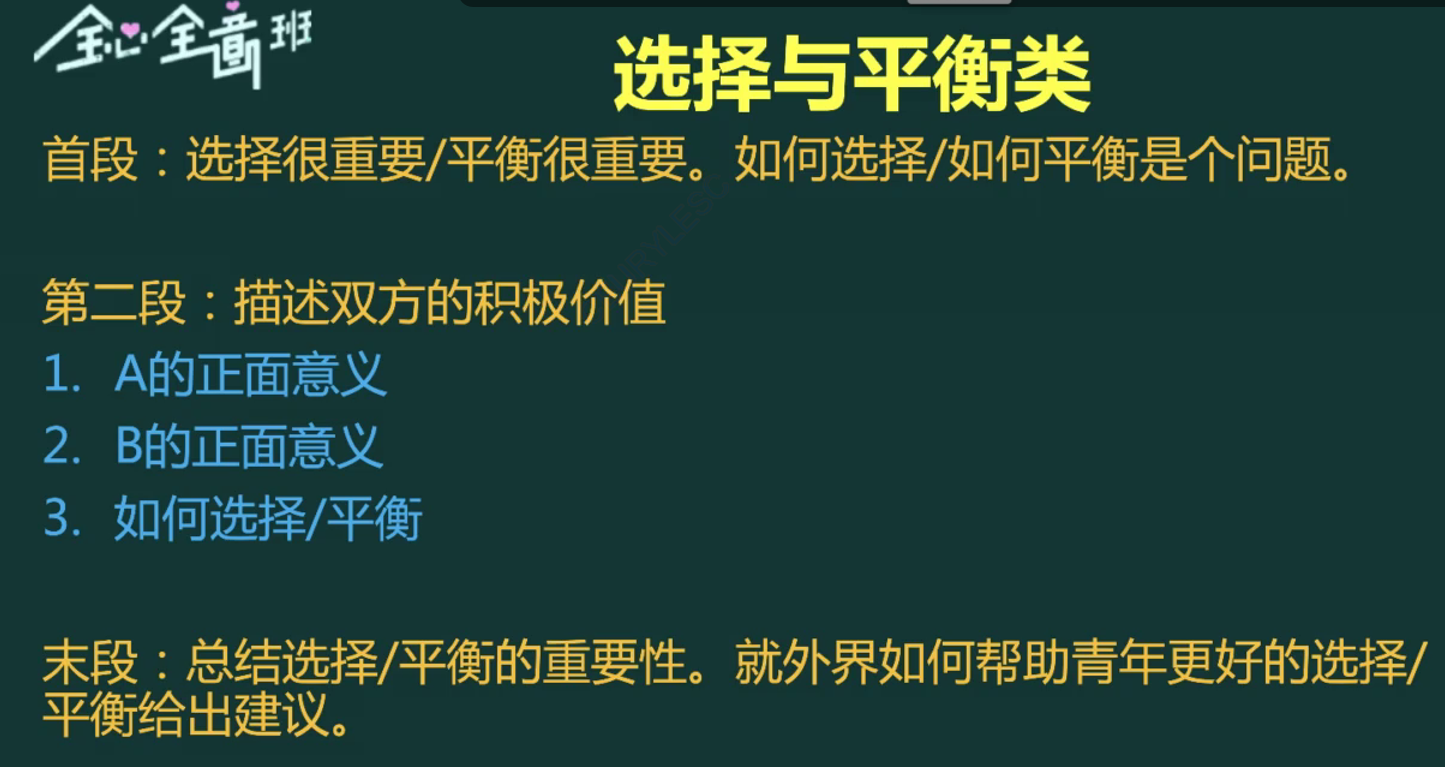 全心全意班
选择与平衡类
首段：选择很重要/平衡很重要。如何选择/如何平衡是个问题。
第二段：描述双方的积极价值
1. A的正面意义
2. B的正面意义
3. 如何选择/平衡
末段：总结选择/平衡的重要性。就外界如何帮助青年更好的选择/
平衡给出建议。